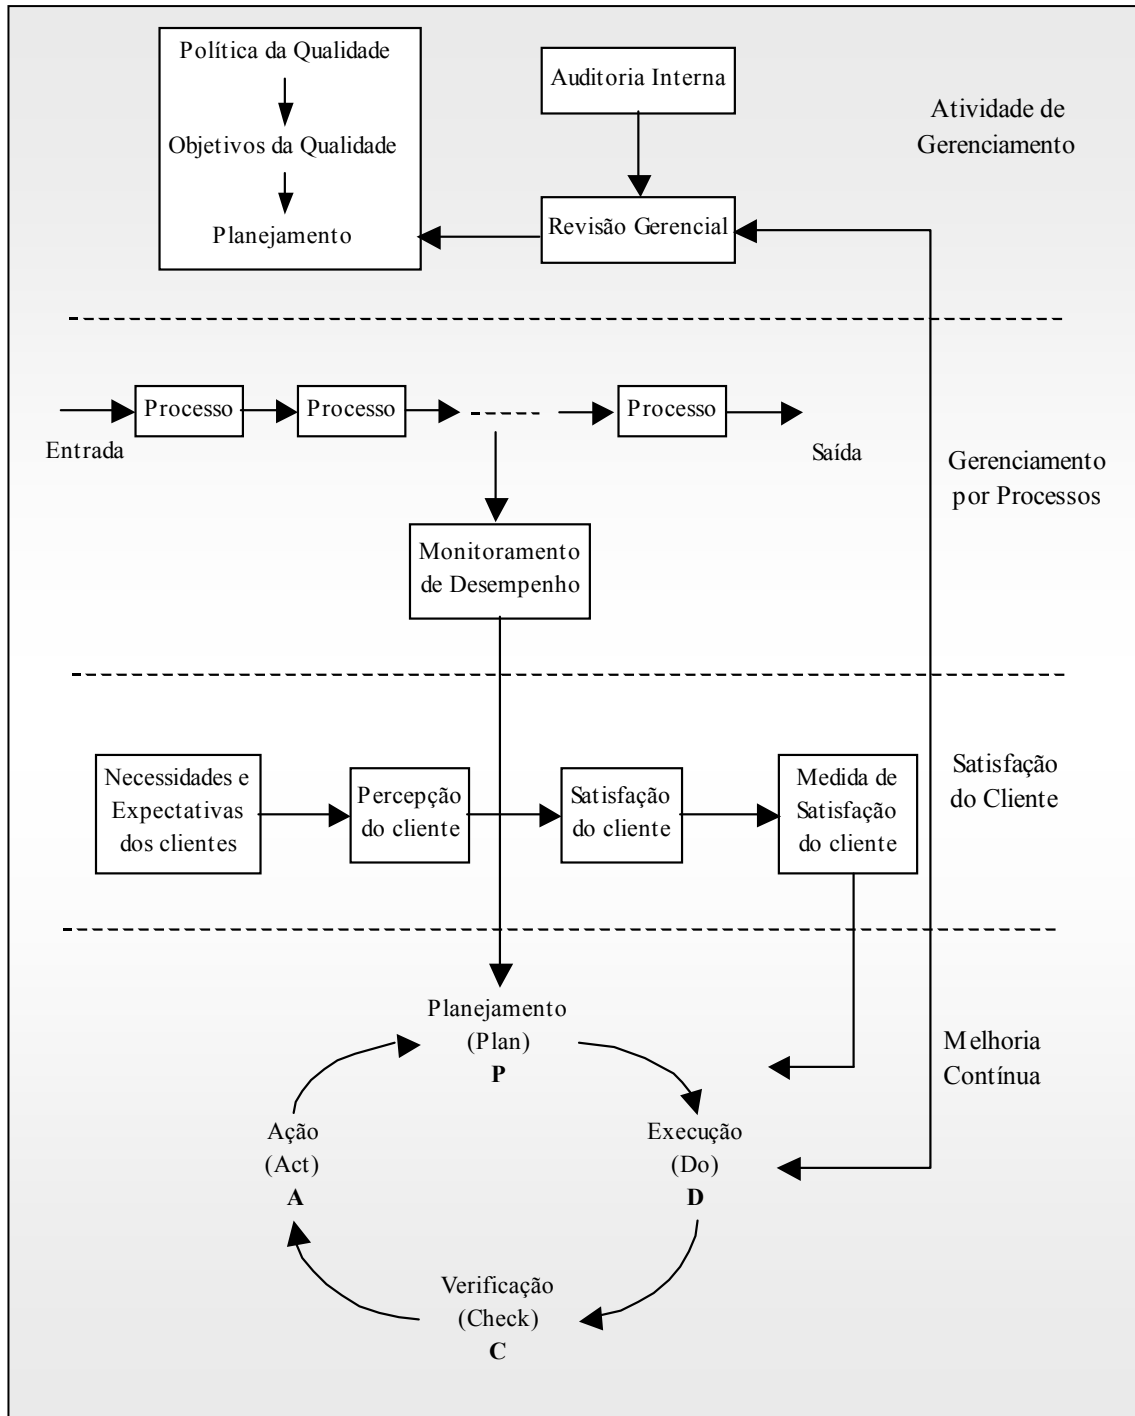 Política da Qualidade
Objetivos da Qualidade
Planejamento
Auditoria Interna
Revisão Gerencial
Atividade de
Gerenciamento
Processo
Processo
Processo
Entrada
Saída
Monitoramento
de Desempenho
Gerenciamento
por Processos
Necessidades e
Expectativas
dos clientes
Percepção
do cliente
Satisfação
do cliente
Medida de
Satisfação
do cliente
Satisfação
do Cliente
Planejamento
(Plan)
P
Execução
(Do)
D
Verificação
(Check)
C
Ação
(Act)
A
Melhoria
Contínua